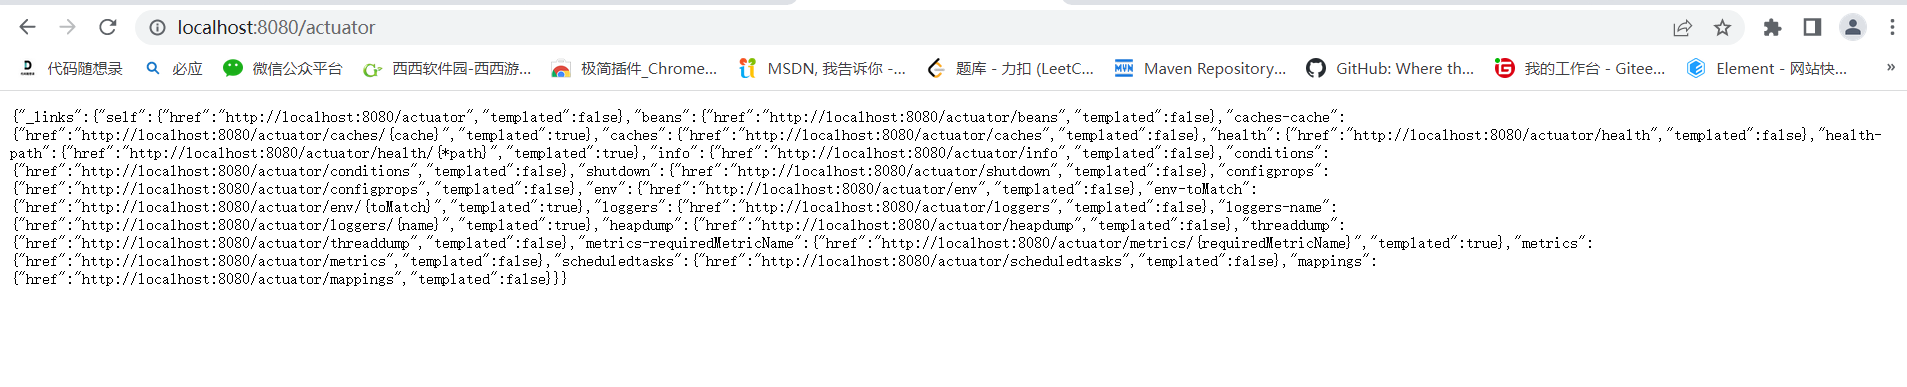 localhost:8080/actuator
代码随想录 必应 微信公众平台 西西软件园-西西游... 极简插件_Chrome... MSDN, 我告诉你 -... 题库 - 力扣 (LeetC... Maven Repository... GitHub: Where th... 我的工作台 - Gitee... Element - 网站快... »
{"_links":{"self":{"href":"http://localhost:8080/actuator","templated":false},"beans":{"href":"http://localhost:8080/actuator/beans","templated":false},"caches-cache":
{"href":"http://localhost:8080/actuator/caches/{cache}","templated":true},"caches":{"href":"http://localhost:8080/actuator/caches","templated":false},"health":{"href":"http://localhost:8080/actuator/health","templated":false},"health-
path":{"href":"http://localhost:8080/actuator/health/{*path}","templated":true},"info":{"href":"http://localhost:8080/actuator/info","templated":false},"conditions":
{"href":"http://localhost:8080/actuator/conditions","templated":false},"shutdown":{"href":"http://localhost:8080/actuator/shutdown","templated":false},"configprops":
{"href":"http://localhost:8080/actuator/configprops","templated":false},"env":{"href":"http://localhost:8080/actuator/env","templated":false},"env-toMatch":
{"href":"http://localhost:8080/actuator/env/{toMatch}","templated":true},"loggers":{"href":"http://localhost:8080/actuator/loggers","templated":false},"loggers-name":
{"href":"http://localhost:8080/actuator/loggers/{name}","templated":true},"heapdump":{"href":"http://localhost:8080/actuator/heapdump","templated":false},"threaddump":
{"href":"http://localhost:8080/actuator/threaddump","templated":false},"metrics-requiredMetricName":{"href":"http://localhost:8080/actuator/metrics/{requiredMetricName}","templated":true},"metrics":
{"href":"http://localhost:8080/actuator/metrics","templated":false},"scheduledtasks":{"href":"http://localhost:8080/actuator/scheduledtasks","templated":false},"mappings":
{"href":"http://localhost:8080/actuator/mappings","templated":false}}}